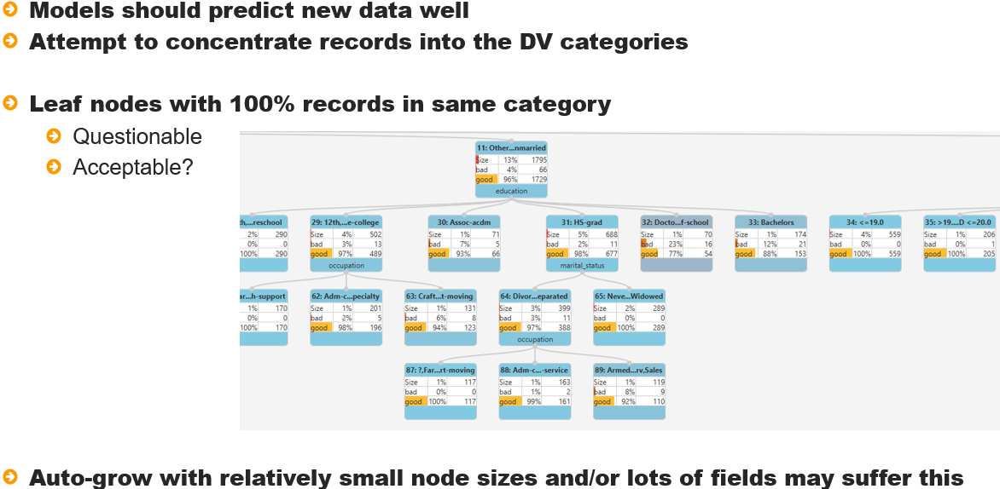 Models should predict new data well
Attempt to concentrate records into the DV categories
Leaf nodes with 100% records in same category
Questionable
Acceptable?
11: Other...nmarried
Size 13% 1795
bad 4% 66
good 96% 1729
education
th,...reschool
2% 290
0% 0
100% 290
29: 12th,...e-college
Size 4% 502
bad 3% 13
good 97% 489
occupation
30: Assoc-acdm
Size 1% 71
bad 7% 5
good 93% 66
31: HS-grad
Size 5% 688
bad 2% 11
good 98% 677
marital_status
32: Docto...f-school
Size 1% 70
bad 23% 16
good 77% 54
33: Bachelors
Size 1% 174
bad 12% 21
good 88% 153
34: <=19.0
Size 4% 559
bad 0% 0
good 100% 559
35: >19....D <=20.0
Size 1% 206
bad 0% 1
good 100% 205
ar...h-support
1% 170
0% 0
100% 170
62: Adm-c...pecialty
Size 1% 201
bad 2% 5
good 98% 196
63: Craft...t-moving
Size 1% 131
bad 6% 8
good 94% 123
64: Divor...eparated
Size 3% 399
bad 3% 11
good 97% 388
occupation
65: Neve...Widowed
Size 2% 289
bad 0% 0
good 100% 289
87: ?,Far...rt-moving
Size 1% 117
bad 0% 0
good 100% 117
88: Adm-c...-service
Size 1% 163
bad 1% 2
good 99% 161
89: Armed...rv,Sales
Size 1% 119
bad 8% 9
good 92% 110
Auto-grow with relatively small node sizes and/or lots of fields may suffer this